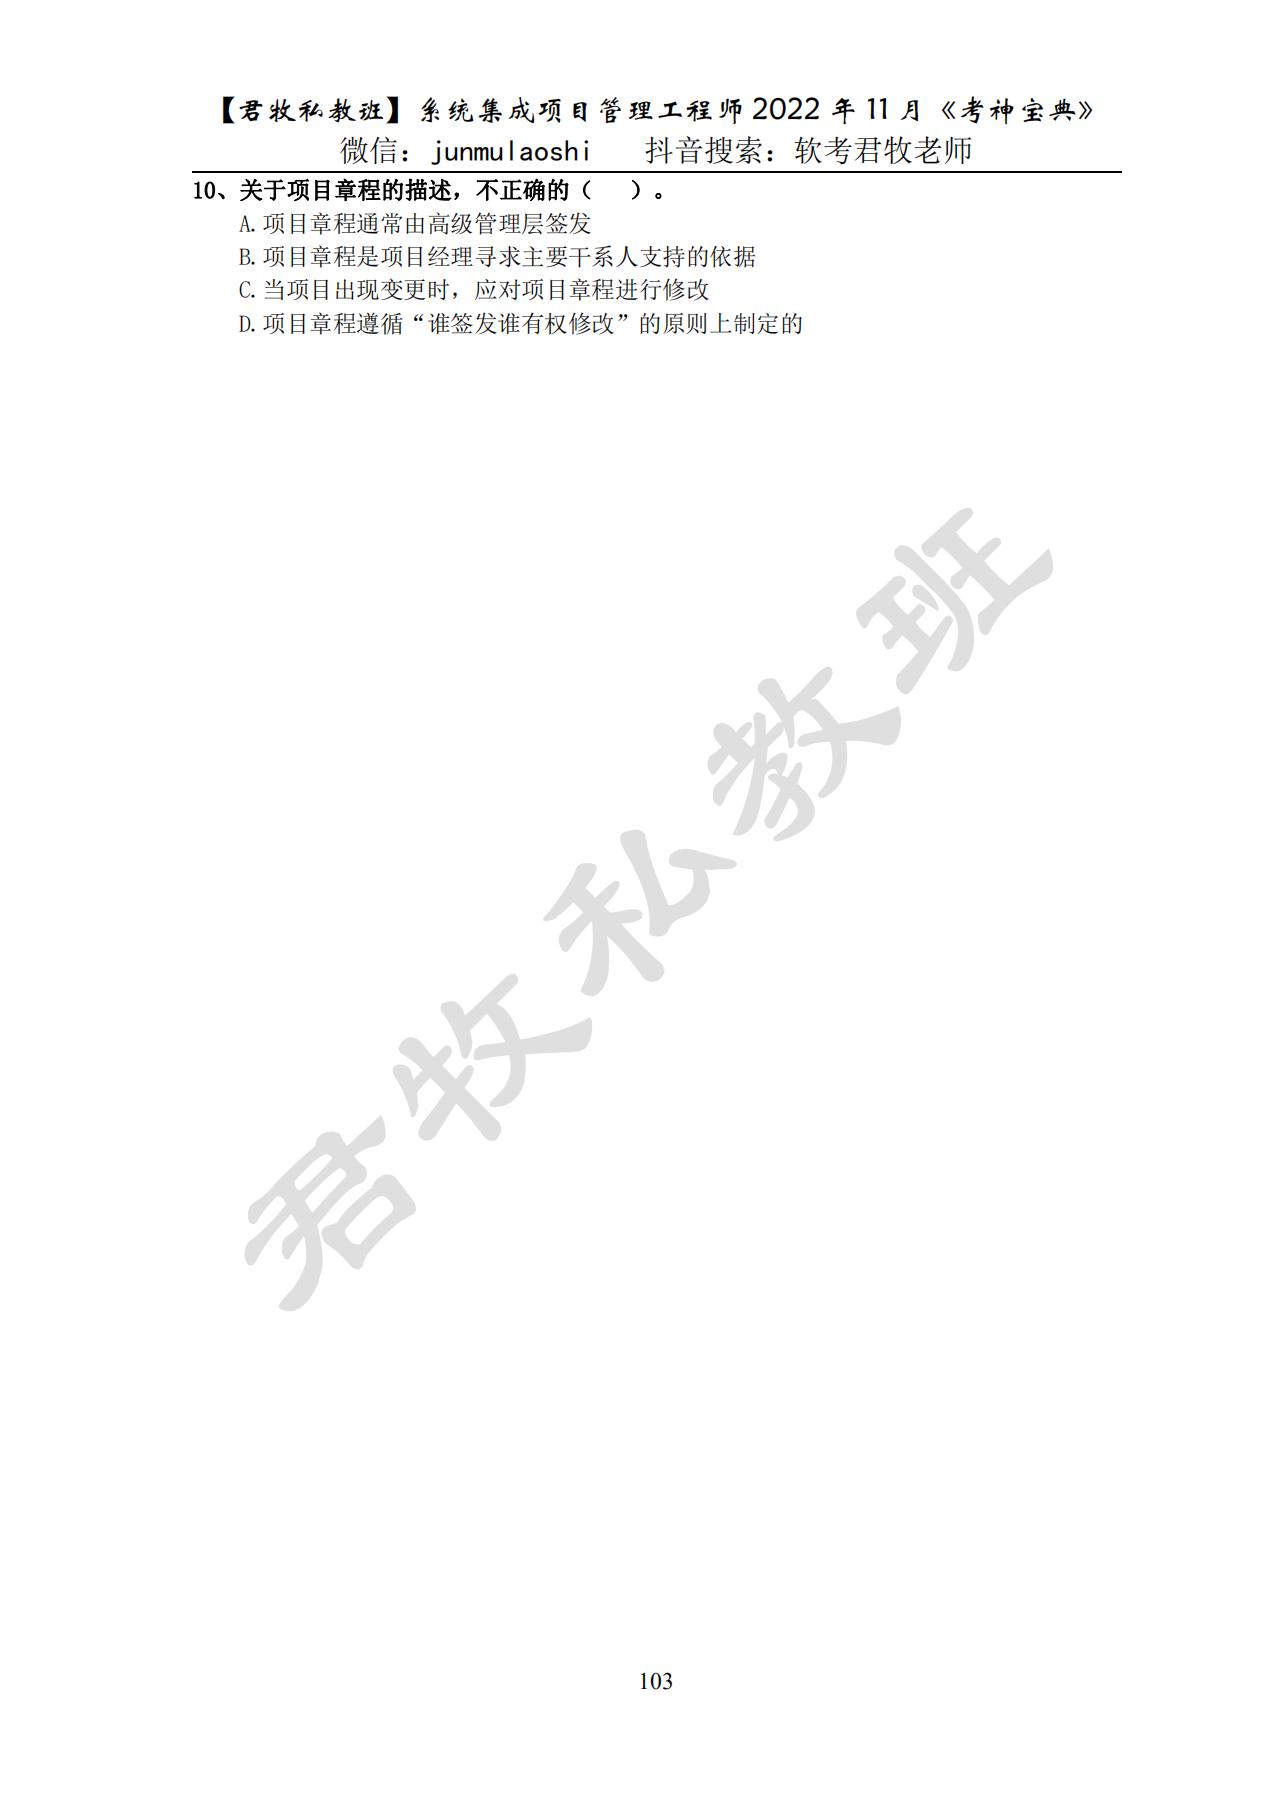 【君牧私教班】系统集成项目管理工程师 2022 年 11 月《考神宝典》
微信：junmulaoshi 抖音搜索：软考君牧老师
10、关于项目章程的描述，不正确的（ ）。
A.项目章程通常由高级管理层签发
B.项目章程是项目经理寻求主要干系人支持的依据
C.当项目出现变更时，应对项目章程进行修改
D.项目章程遵循“谁签发谁有权修改”的原则上制定的
君牧私教班
103